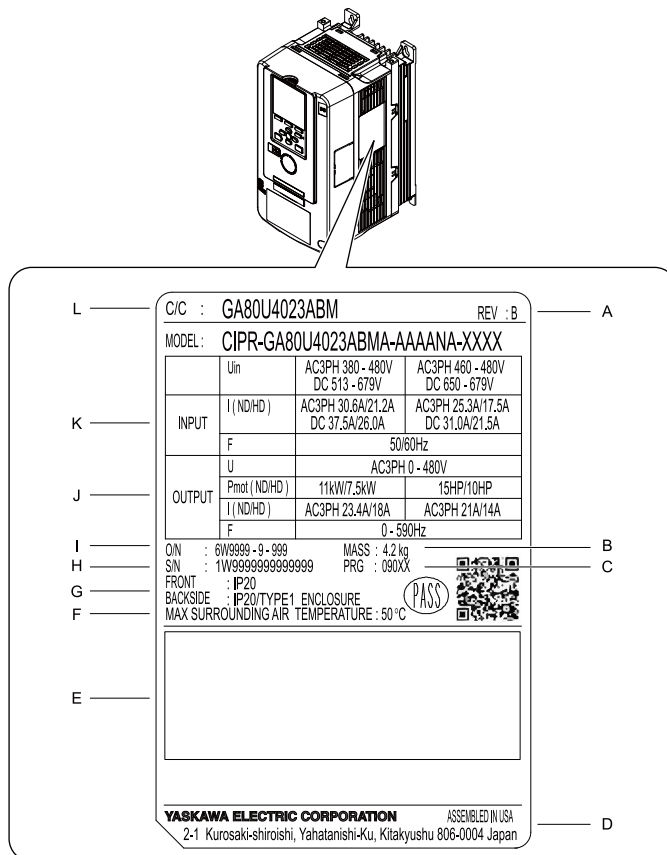 L
C/C : GA80U4023ABM REV : B
A
MODEL : CIPR-GA80U4023ABMA-AAAANA-XXXX
K
INPUT
Uin AC3PH 380 - 480V AC3PH 460 - 480V
DC 513 - 679V DC 650 - 679V
I ( ND/HD ) AC3PH 30.6A/21.2A AC3PH 25.3A/17.5A
DC 37.5A/26.0A DC 31.0A/21.5A
F 50/60Hz
J
OUTPUT
U AC3PH 0 - 480V
Pmot ( ND/HD ) 11kW/7.5kW 15HP/10HP
I ( ND/HD ) AC3PH 23.4A/18A AC3PH 21A/14A
F 0 - 590Hz
I O/N : 6W9999 - 9 - 999 MASS : 4.2 kg B
H S/N : 1W9999999999999 PRG : 090XX C
G
FRONT : IP20
BACKSIDE : IP20/TYPE1 ENCLOSURE
PASS
F MAX SURROUNDING AIR TEMPERATURE : 50 °C
E
YASKAWA ELECTRIC CORPORATION ASSEMBLED IN USA
D
2-1 Kurosaki-shiroishi, Yahatanishi-Ku, Kitakyushu 806-0004 Japan